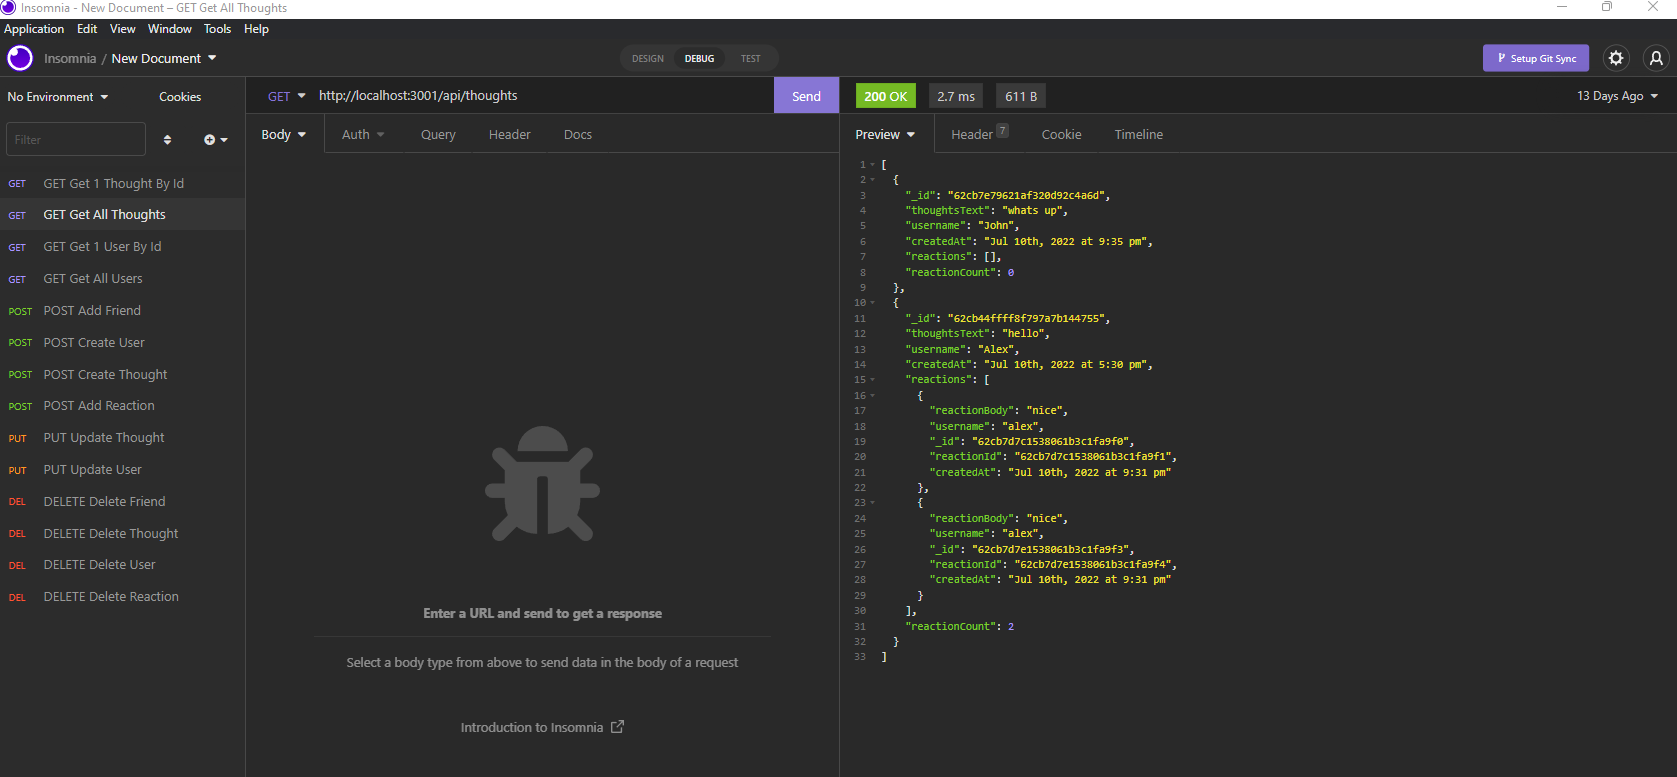 Insomnia - New Document – GET Get All Thoughts
Application Edit View Window Tools Help
Insomnia / New Document
DESIGN DEBUG TEST
Setup Git Sync
No Environment Cookies
Filter
GET GET Get 1 Thought By Id
GET GET Get All Thoughts
GET GET Get 1 User By Id
GET GET Get All Users
POST POST Add Friend
POST POST Create User
POST POST Create Thought
POST POST Add Reaction
PUT PUT Update Thought
PUT PUT Update User
DEL DELETE Delete Friend
DEL DELETE Delete Thought
DEL DELETE Delete User
DEL DELETE Delete Reaction
GET http://localhost:3001/api/thoughts Send
Body Auth Query Header Docs
Enter a URL and send to get a response
Select a body type from above to send data in the body of a request
Introduction to Insomnia
200 OK 2.7 ms 611 B 13 Days Ago
Preview Header 7 Cookie Timeline
1 [
2 {
3 "_id": "62cb7e79621af320d92c4a6d",
4 "thoughtsText": "whats up",
5 "username": "John",
6 "createdAt": "Jul 10th, 2022 at 9:35 pm",
7 "reactions": [],
8 "reactionCount": 0
9 },
10 {
11 "_id": "62cb44ffff8f797a7b144755",
12 "thoughtsText": "hello",
13 "username": "Alex",
14 "createdAt": "Jul 10th, 2022 at 5:30 pm",
15 "reactions": [
16 {
17 "reactionBody": "nice",
18 "username": "alex",
19 "_id": "62cb7d7c1538061b3c1fa9f0",
20 "reactionId": "62cb7d7c1538061b3c1fa9f1",
21 "createdAt": "Jul 10th, 2022 at 9:31 pm"
22 },
23 {
24 "reactionBody": "nice",
25 "username": "alex",
26 "_id": "62cb7d7e1538061b3c1fa9f3",
27 "reactionId": "62cb7d7e1538061b3c1fa9f4",
28 "createdAt": "Jul 10th, 2022 at 9:31 pm"
29 }
30 ],
31 "reactionCount": 2
32 }
33 ]